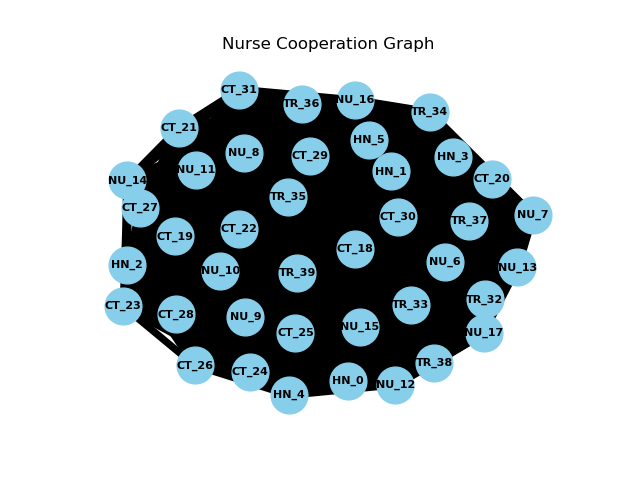 Nurse Cooperation Graph
CT_31
TR_36
NU_16
TR_34
CT_21
HN_5
NU_8
CT_29
HN_3
NU_11
HN_1
NU_14
CT_20
TR_35
CT_27
NU_7
CT_30
TR_37
CT_22
CT_19
CT_18
NU_6
HN_2
NU_13
NU_10
TR_39
TR_32
CT_23
TR_33
CT_28
NU_9
NU_15
CT_25
NU_17
TR_38
CT_26
CT_24
HN_0
NU_12
HN_4